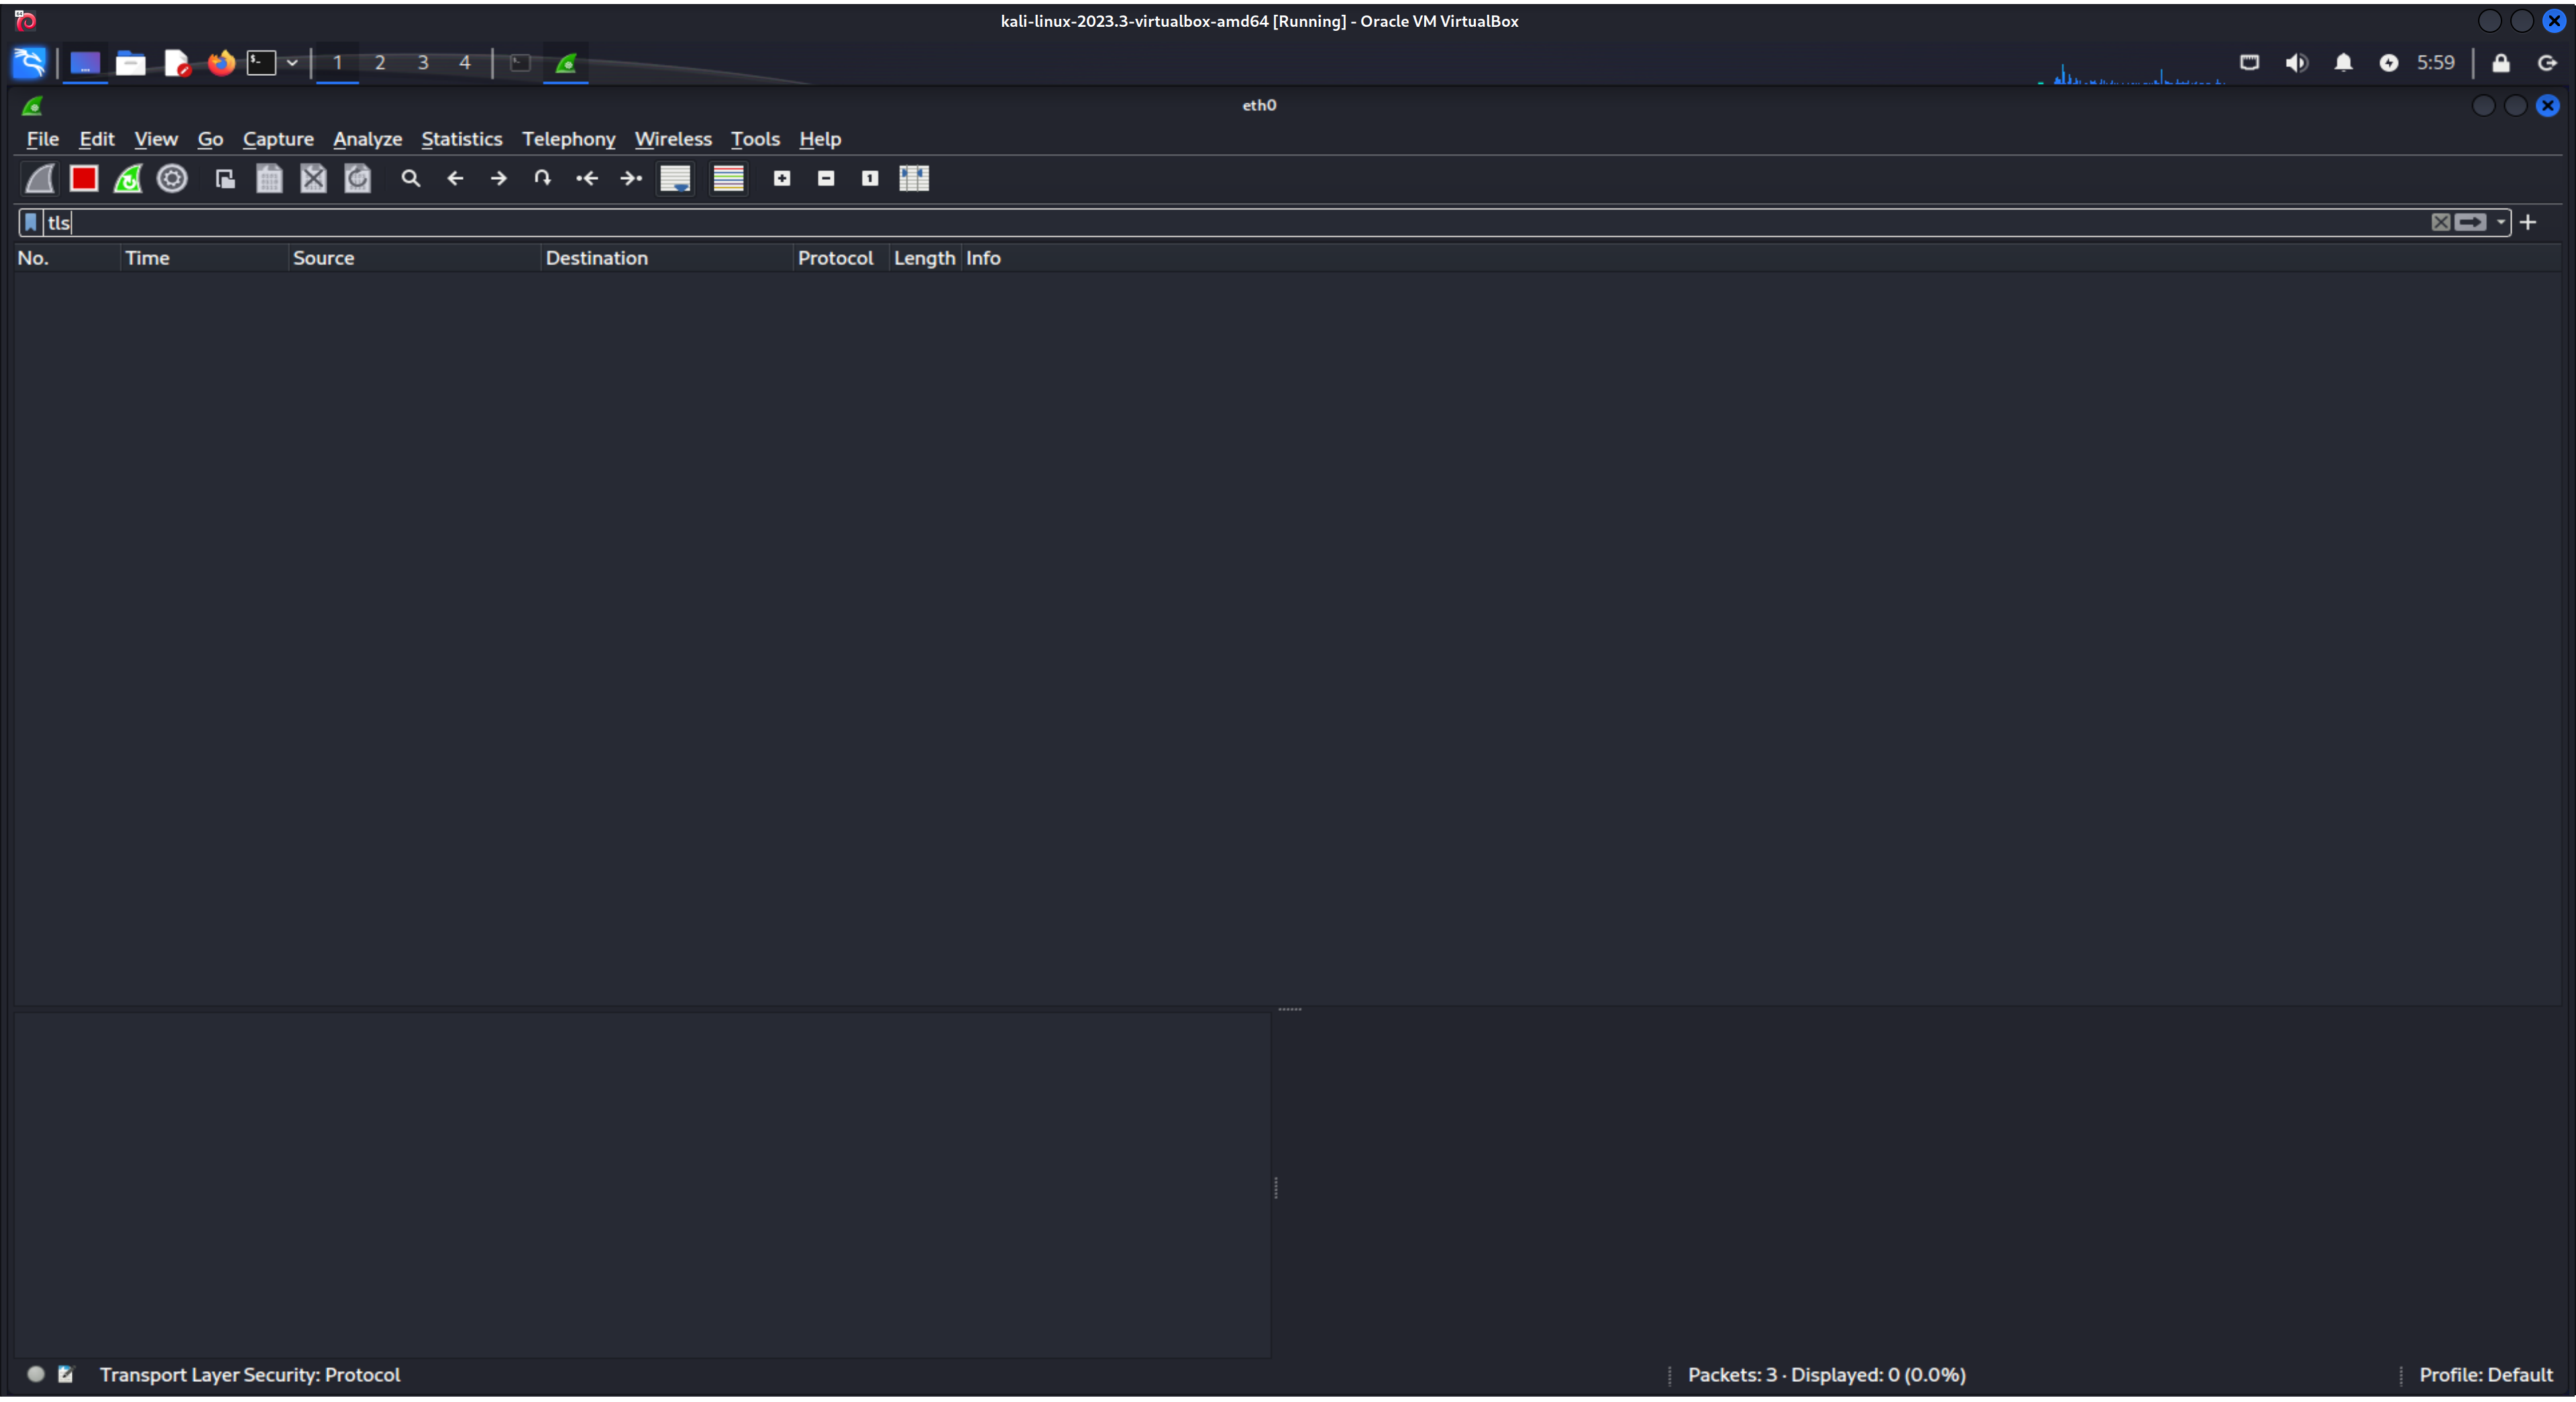 kali-linux-2023.3-virtualbox-amd64 [Running] - Oracle VM VirtualBox
1 2 3 4 5:59
eth0
File Edit View Go Capture Analyze Statistics Telephony Wireless Tools Help
tls
No. Time Source Destination Protocol Length Info
Transport Layer Security: Protocol Packets: 3 · Displayed: 0 (0.0%) Profile: Default